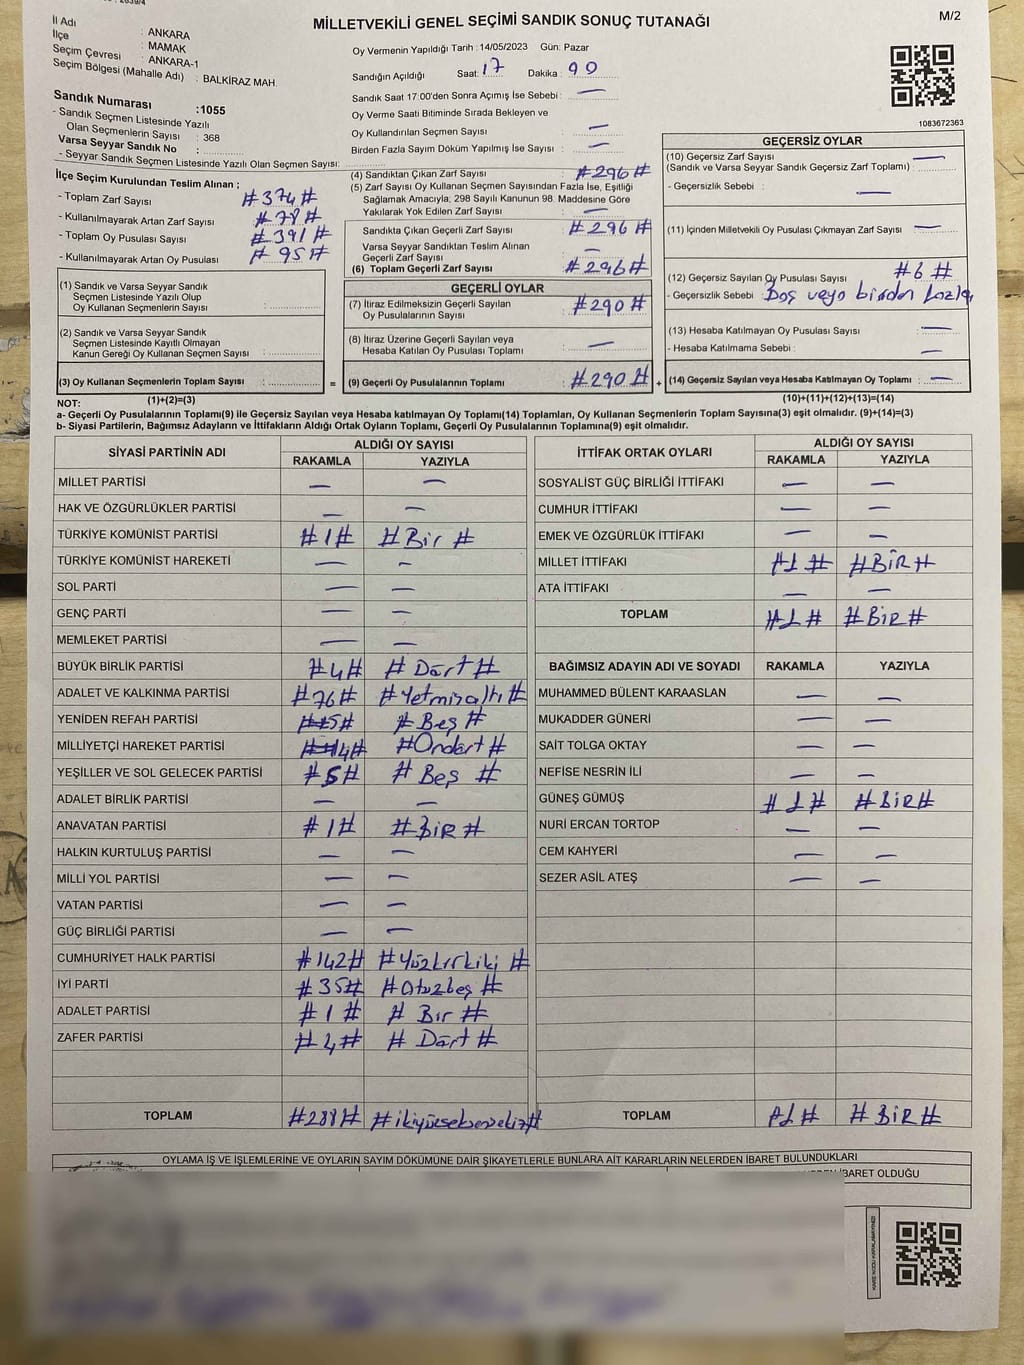 MİLLETVEKİLİ GENEL SEÇİMİ SANDIK SONUÇ TUTANAĞI
M/2
İl Adı : ANKARA
İlçe : MAMAK
Seçim Çevresi : ANKARA-1
Seçim Bölgesi (Mahalle Adı) : BALKİRAZ MAH.
Oy Vermenin Yapıldığı Tarih : 14/05/2023 Gün: Pazar
Sandığın Açıldığı Saat: 17 Dakika
Sandık Saat 17:00'den Sonra Açımış İse Sebebi : —
Oy Verme Saati Bitiminde Sırada Bekleyen ve
Oy Kullandırılan Seçmen Sayısı : —
Birden Fazla Sayım Döküm Yapılmış İse Sayısı : —
1083672363
Sandık Numarası :1055
- Sandık Seçmen Listesinde Yazılı
Olan Seçmenlerin Sayısı : 368
Varsa Seyyar Sandık No :
- Seyyar Sandık Seçmen Listesinde Yazılı Olan Seçmen Sayısı:
İlçe Seçim Kurulundan Teslim Alınan ;
- Toplam Zarf Sayısı : #374#
- Kullanılmayarak Artan Zarf Sayısı : #78#
- Toplam Oy Pusulası Sayısı : #391#
- Kullanılmayarak Artan Oy Pusulası : #95#
(1) Sandık ve Varsa Seyyar Sandık
Seçmen Listesinde Yazılı Olup
Oy Kullanan Seçmenlerin Sayısı :
(2) Varsa Seyyar Sandık ve Sandık
Seçmen Listesinde Kayıtlı Olmayan
Kanun Gereği Oy Kullanan Seçmen Sayısı :
(3) Oy Kullanan Seçmenlerin Toplam Sayısı :
(4) Sandıktan Çıkan Zarf Sayısı : #296#
(5) Zarf Sayısı Oy Kullanan Seçmen Sayısından Fazla İse, Eşitliği
Sağlamak Amacıyla, 298 Sayılı Kanunun 98. Maddesine Göre
Yakılarak Yok Edilen Zarf Sayısı : —
Sandıkta Çıkan Geçerli Zarf Sayısı : #296#
Varsa Seyyar Sandıktan Teslim Alınan
Geçerli Zarf Sayısı : —
(6) Toplam Geçerli Zarf Sayısı : #296#
GEÇERLİ OYLAR
(7) İtiraz Edilmeksizin Geçerli Sayılan
Oy Pusulalarının Sayısı : #290#
(8) İtiraz Üzerine Geçerli Sayılan veya
Hesaba Katılan Oy Pusulası Toplamı : —
= (9) Geçerli Oy Pusulalarının Toplamı : #290# +
GEÇERSİZ OYLAR
(10) Geçersiz Zarf Sayısı : —
(Sandık ve Varsa Seyyar Sandık Geçersiz Zarf Toplamı)
- Geçersizlik Sebebi : —
(11) İçinden Milletvekili Oy Pusulası Çıkmayan Zarf Sayısı : —
(12) Geçersiz Sayılan Oy Pusulası Sayısı : #6#
- Geçersizlik Sebebi : Boş veya birden fazla
(13) Hesaba Katılmayan Oy Pusulası Sayısı : —
- Hesaba Katılmama Sebebi : —
(14) Geçersiz Sayılan veya Hesaba Katılmayan Oy Toplamı : —
NOT: (1)+(2)=(3)
(10)+(11)+(12)+(13)=(14)
a- Geçerli Oy Pusulalarının Toplamı(9) ile Geçersiz Sayılan veya Hesaba katılmayan Oy Toplamı(14) Toplamları, Oy Kullanan Seçmenlerin Toplam Sayısına(3) eşit olmalıdır. (9)+(14)=(3)
b- Siyasi Partilerin, Bağımsız Adayların ve İttifakların Aldığı Ortak Oyların Toplamı, Geçerli Oy Pusulalarının Toplamına(9) eşit olmalıdır.
SİYASİ PARTİNİN ADI ALDIĞI OY SAYISI
RAKAMLA YAZIYLA
MİLLET PARTİSİ — —
HAK VE ÖZGÜRLÜKLER PARTİSİ — —
TÜRKİYE KOMÜNİST PARTİSİ #1# #Bir#
TÜRKİYE KOMÜNİST HAREKETİ — —
SOL PARTİ — —
GENÇ PARTİ — —
MEMLEKET PARTİSİ — —
BÜYÜK BİRLİK PARTİSİ #4# #Dört#
ADALET VE KALKINMA PARTİSİ #76# #Yetmişaltı#
YENİDEN REFAH PARTİSİ #5# #Beş#
MİLLİYETÇİ HAREKET PARTİSİ #14# #Ondört#
YEŞİLLER VE SOL GELECEK PARTİSİ #5# #Beş#
ADALET BİRLİK PARTİSİ — —
ANAVATAN PARTİSİ #1# #BİR#
HALKIN KURTULUŞ PARTİSİ — —
MİLLİ YOL PARTİSİ — —
VATAN PARTİSİ — —
GÜÇ BİRLİĞİ PARTİSİ — —
CUMHURİYET HALK PARTİSİ #142# #Yüzkırkiki#
İYİ PARTİ #35# #Otuzbeş#
ADALET PARTİSİ #1# #Bir#
ZAFER PARTİSİ #4# #Dört#
TOPLAM #288# #ikiyüzseksensekiz#
İTTİFAK ORTAK OYLARI ALDIĞI OY SAYISI
RAKAMLA YAZIYLA
SOSYALİST GÜÇ BİRLİĞİ İTTİFAKI — —
CUMHUR İTTİFAKI — —
EMEK VE ÖZGÜRLÜK İTTİFAKI — —
MİLLET İTTİFAKI #1# #BİR#
ATA İTTİFAKI — —
TOPLAM #1# #BİR#
BAĞIMSIZ ADAYIN ADI VE SOYADI RAKAMLA YAZIYLA
MUHAMMED BÜLENT KARAASLAN — —
MUKADDER GÜNERİ — —
SAİT TOLGA OKTAY — —
NEFİSE NESRİN İLİ — —
GÜNEŞ GÜMÜŞ #1# #BİR#
NURİ ERCAN TORTOP — —
CEM KAHYERİ — —
SEZER ASİL ATEŞ — —
TOPLAM #1# #BİR#
OYLAMA İŞ VE İŞLEMLERİNE VE OYLARIN SAYIM DÖKÜMÜNE DAİR ŞİKAYETLERLE BUNLARA AİT KARARLARIN NELERDEN İBARET BULUNDUKLARI
İBARET OLDUĞU
KARE KODU KARALAMAYINIZ!